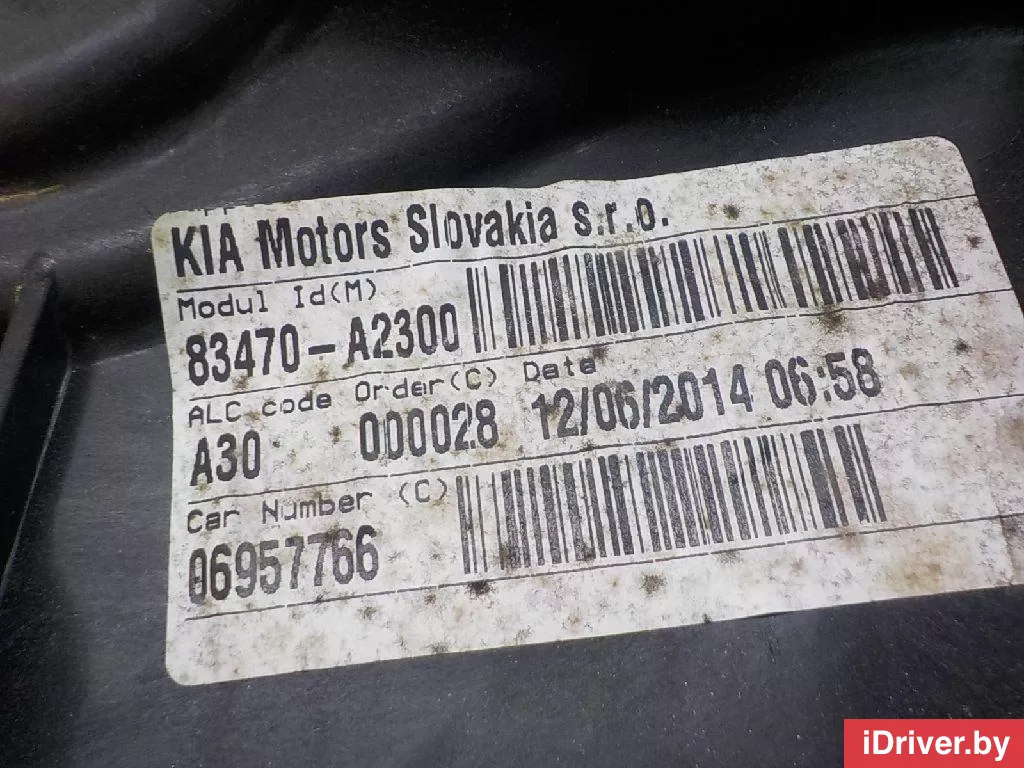 KIA Motors Slovakia s.r.o.
Modul Id(M)
83470-A2300
ALC code Order(C) Data
A30 000028 12/06/2014 06:58
Car Number (C)
06957766
iDriver.by